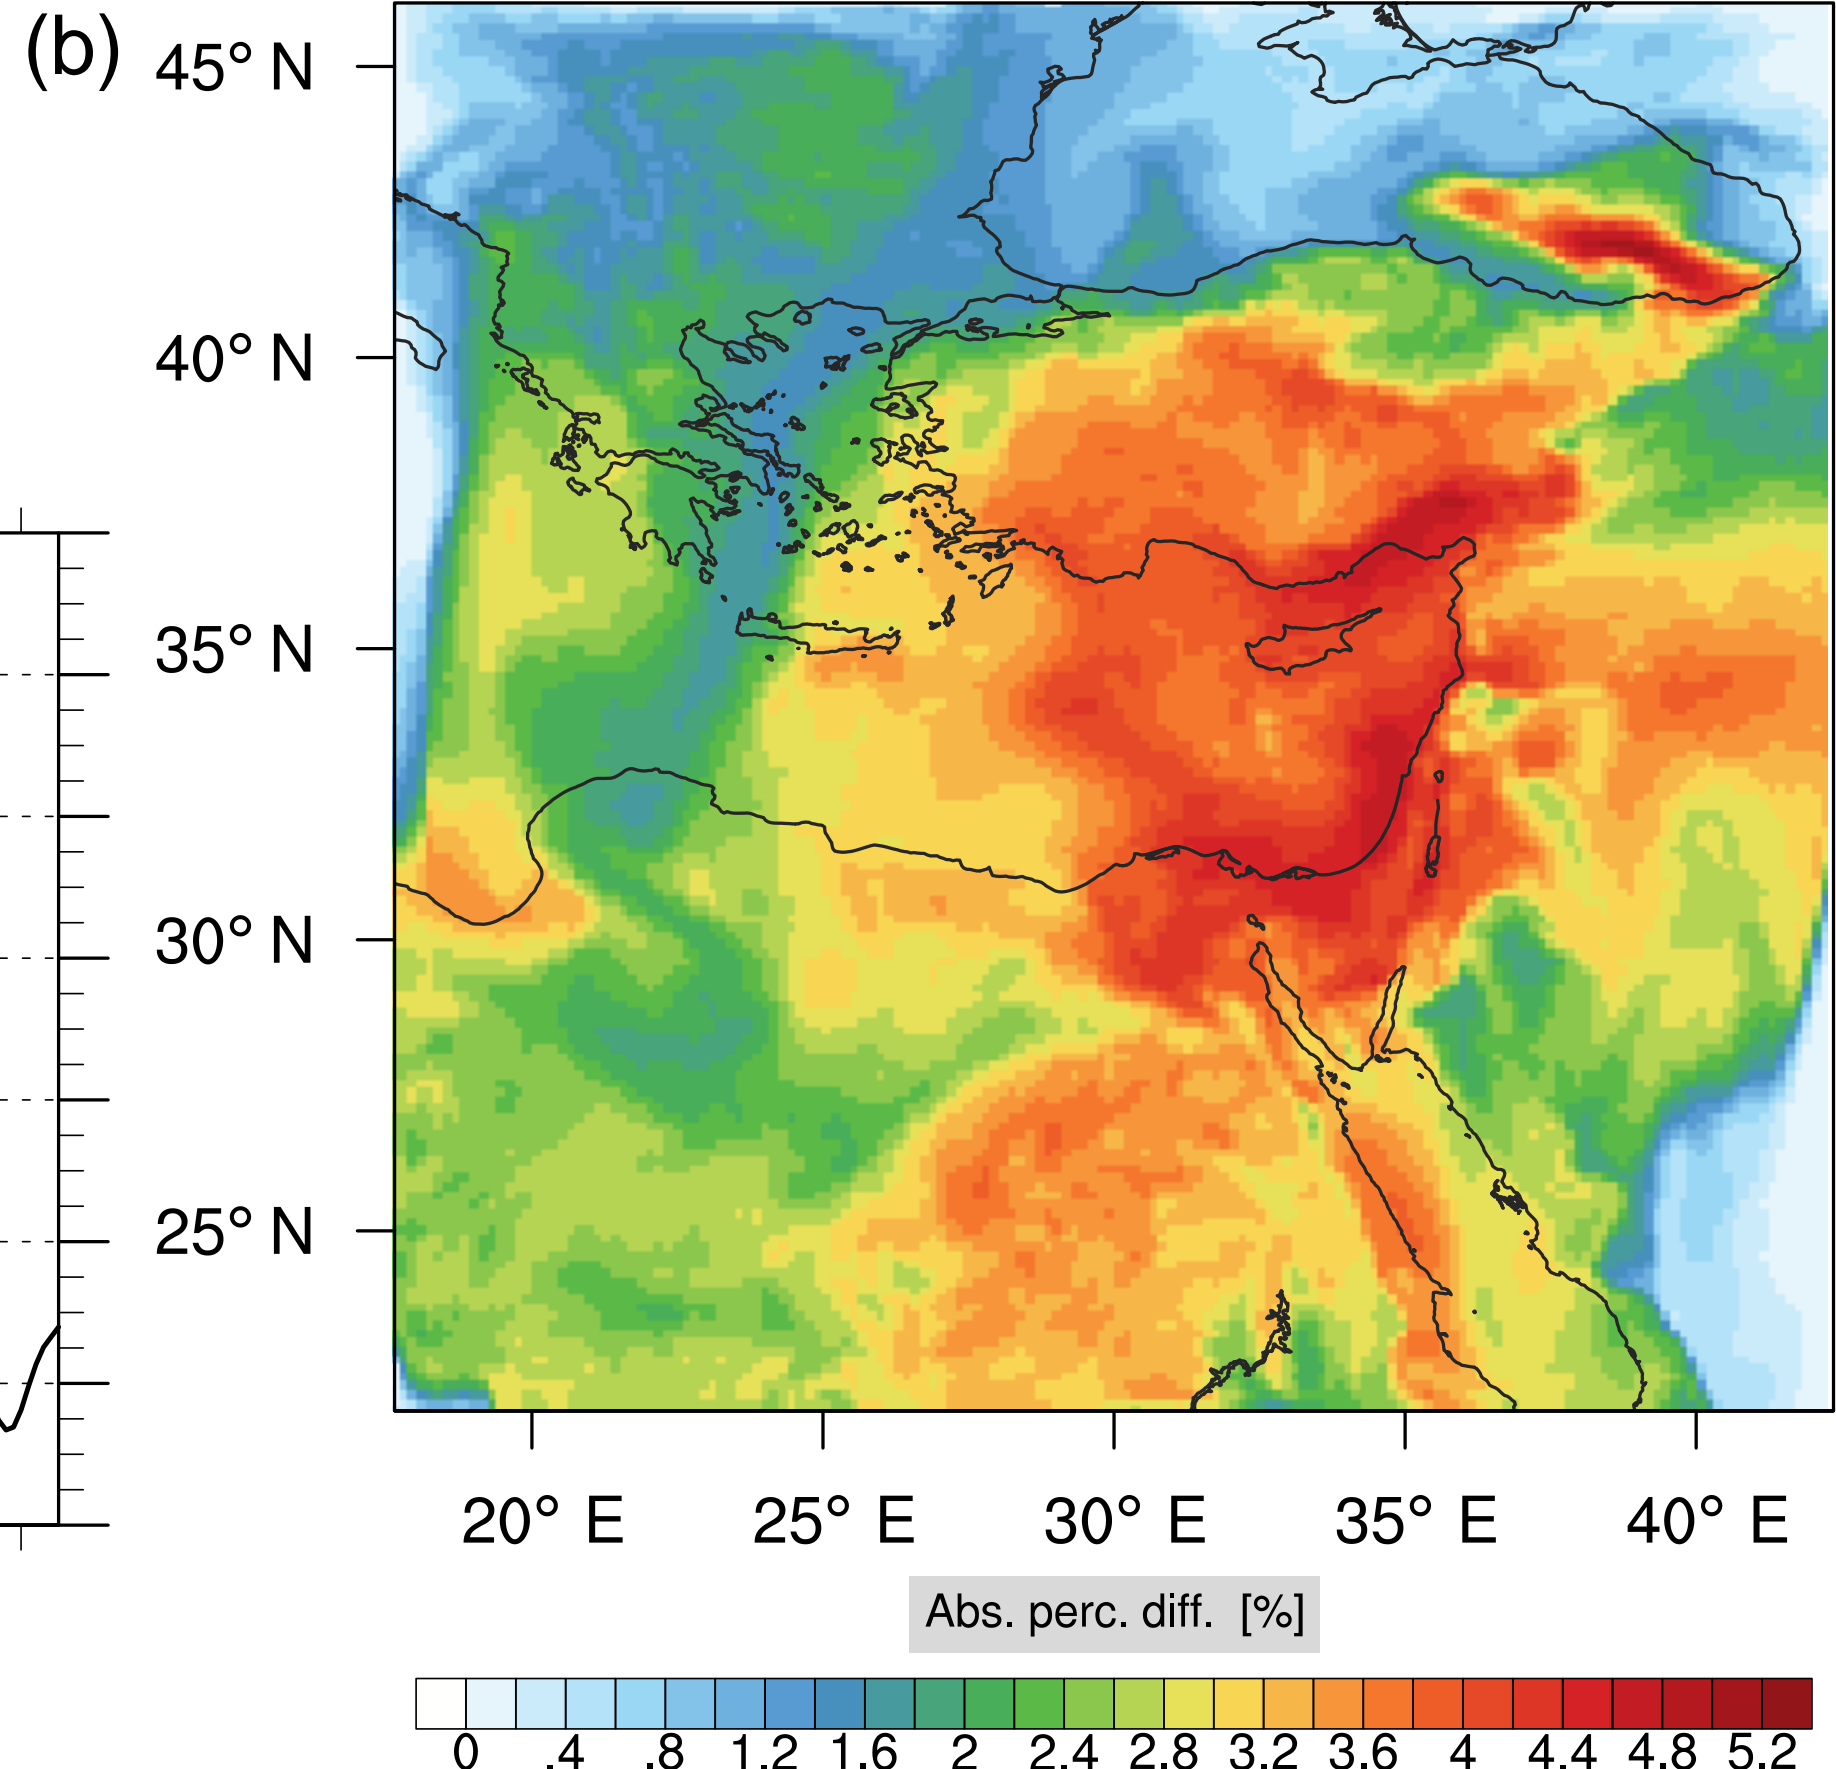 (b)
45° N
40° N
35° N
30° N
25° N
20° E 25° E 30° E 35° E 40° E
Abs. perc. diff. [%]
0 .4 .8 1.2 1.6 2 2.4 2.8 3.2 3.6 4 4.4 4.8 5.2